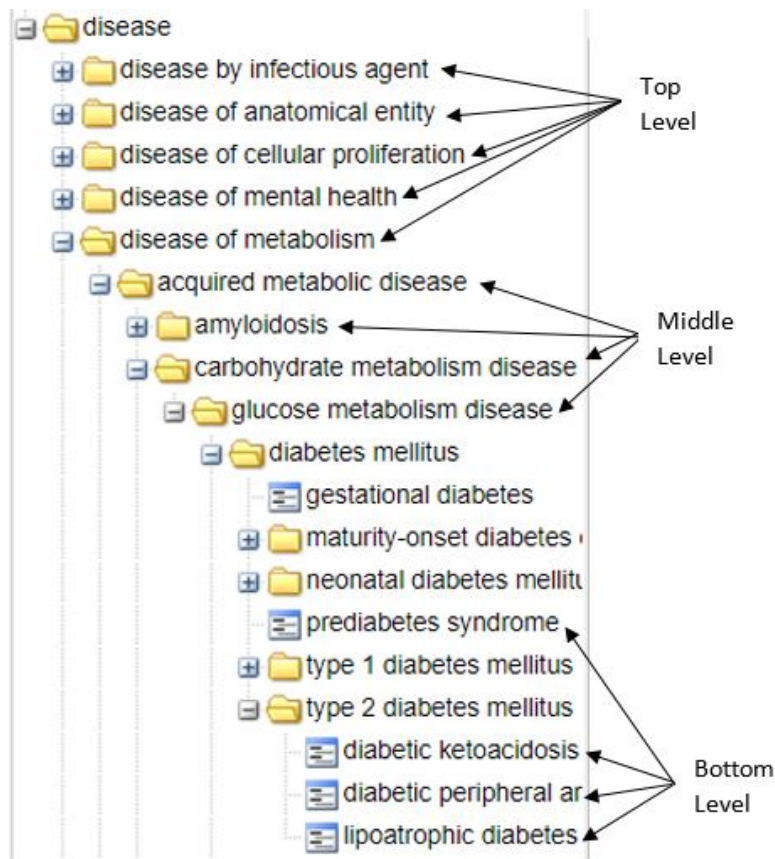 disease
disease by infectious agent
disease of anatomical entity
disease of cellular proliferation
disease of mental health
disease of metabolism
acquired metabolic disease
amyloidosis
carbohydrate metabolism disease
glucose metabolism disease
diabetes mellitus
gestational diabetes
maturity-onset diabetes
neonatal diabetes
prediabetes syndrome
type 1 diabetes mellitus
type 2 diabetes mellitus
diabetic ketoacidosis
diabetic peripheral
lipoatrophic diabetes
Top
Level
Middle
Level
Bottom
Level